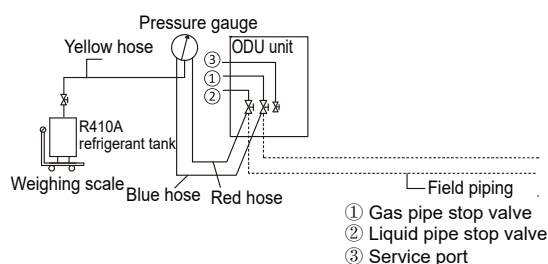 Pressure gauge
Yellow hose
ODU unit
③
①
②
R410A
refrigerant tank
Weighing scale
Blue hose
Red hose
Field piping
① Gas pipe stop valve
② Liquid pipe stop valve
③ Service port